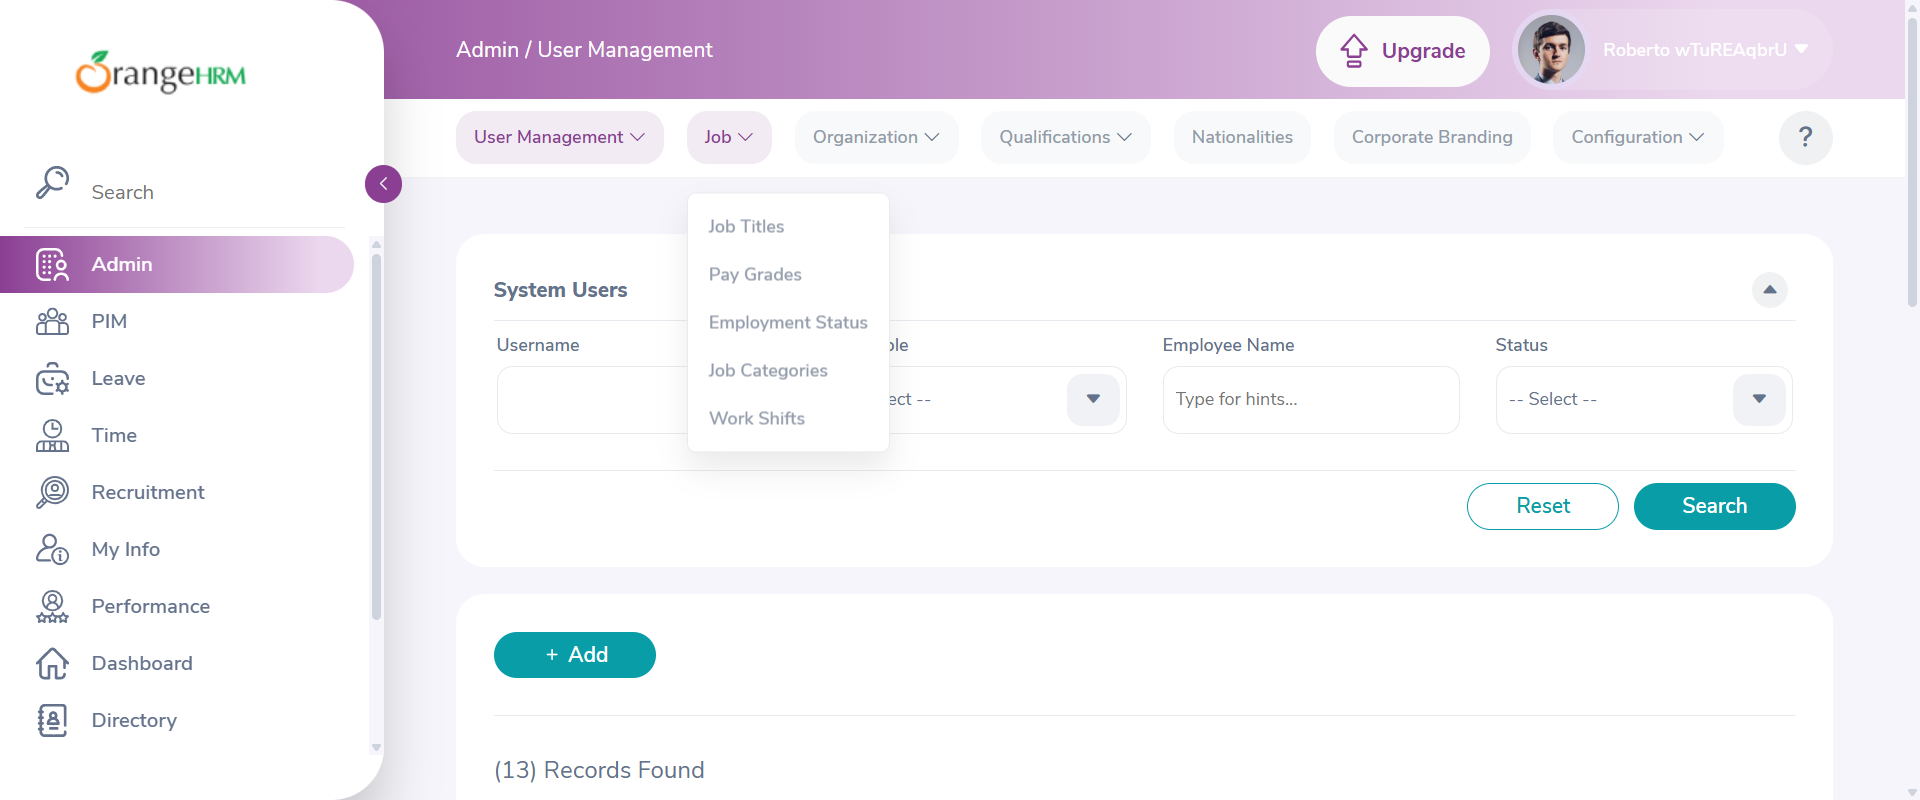 OrangeHRM
Admin / User Management
Upgrade
Roberto wTuREAqbrU
User Management
Job
Organization
Qualifications
Nationalities
Corporate Branding
Configuration
?
Search
Admin
PIM
Leave
Time
Recruitment
My Info
Performance
Dashboard
Directory
Job Titles
Pay Grades
Employment Status
Job Categories
Work Shifts
System Users
Username
ole
Employee Name
Status
ect --
Type for hints...
-- Select --
Reset
Search
+ Add
(13) Records Found